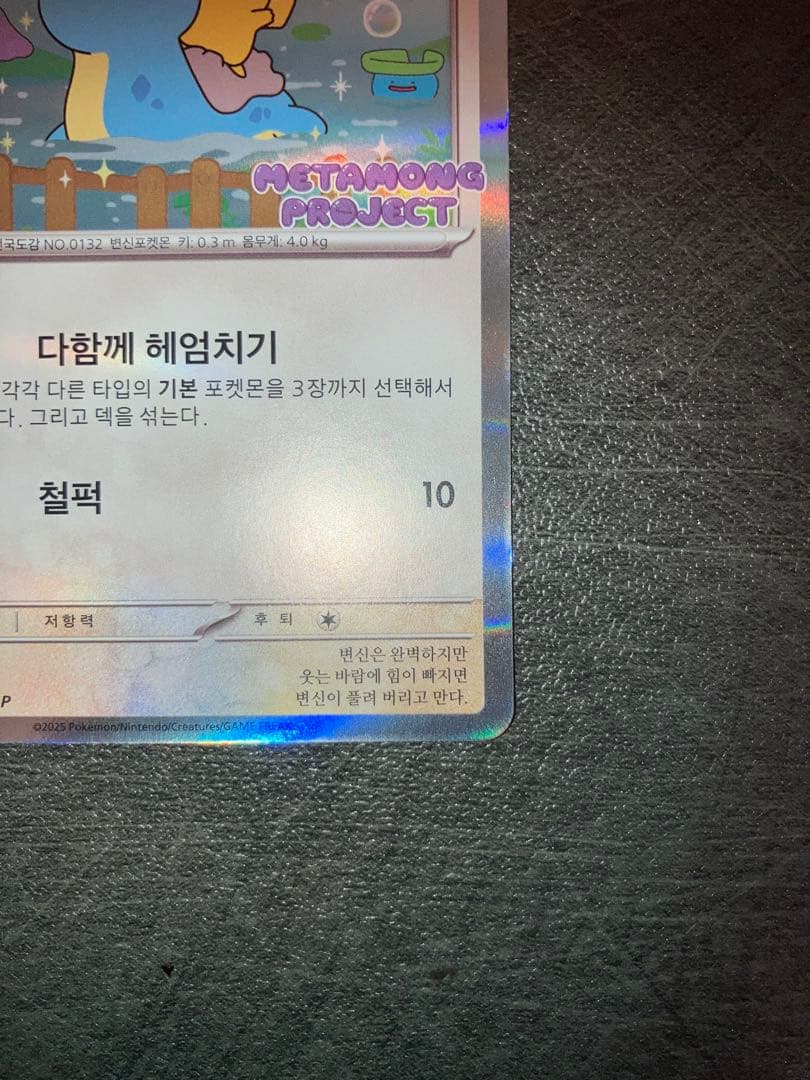 METAMONG
PROJECT
국도감 NO.0132 변신포켓몬 키: 0.3 m 몸무게: 4.0 kg
다함께 헤엄치기
각각 다른 타입의 기본 포켓몬을 3장까지 선택해서
다. 그리고 덱을 섞는다.
철퍽 10
저항력 후퇴
변신은 완벽하지만
웃는 바람에 힘이 빠지면
변신이 풀려 버리고 만다.
P
©2025 Pokémon/Nintendo/Creatures/GAME FREAK